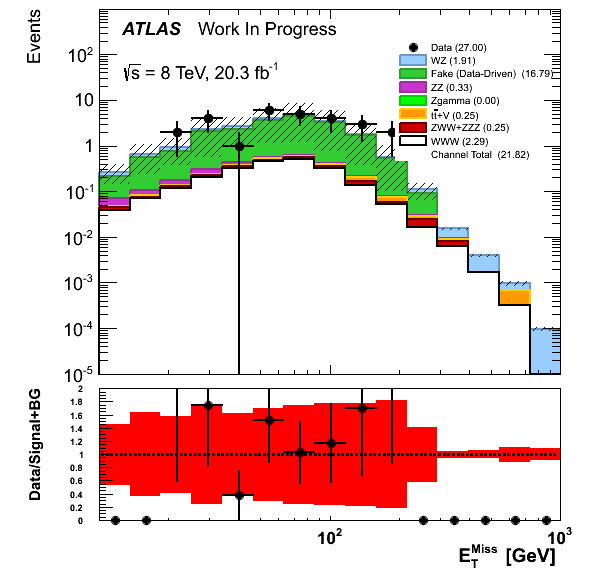 Events
ATLAS Work In Progress
√s = 8 TeV, 20.3 fb-1
Data (27.00)
WZ (1.91)
Fake (Data-Driven) (16.79)
ZZ (0.33)
Zgamma (0.00)
tt̄+V (0.25)
ZWW+ZZZ (0.25)
WWW (2.29)
Channel Total (21.82)
10²
10
1
10⁻¹
10⁻²
10⁻³
10⁻⁴
10⁻⁵
Data/Signal+BG
2
1.8
1.6
1.4
1.2
1
0.8
0.6
0.4
0.2
0
10² 10³
E_T^Miss [GeV]